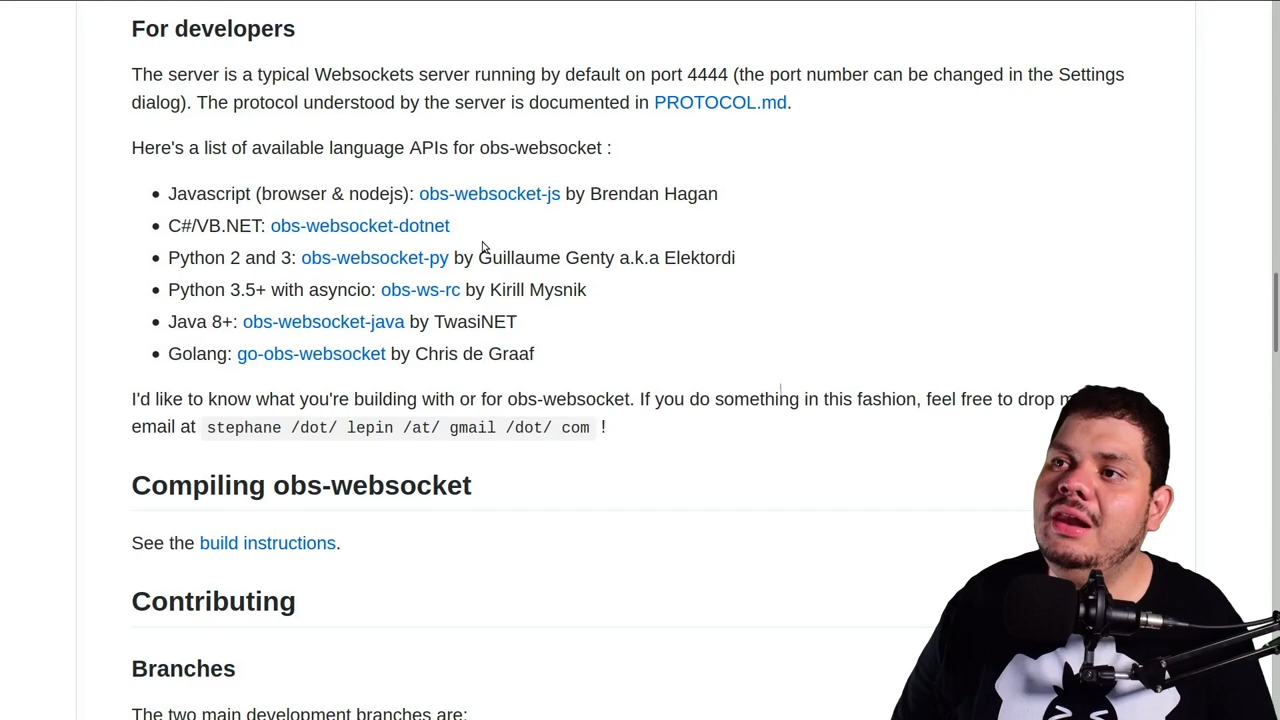 For developers
The server is a typical Websockets server running by default on port 4444 (the port number can be changed in the Settings
dialog). The protocol understood by the server is documented in PROTOCOL.md.
Here's a list of available language APIs for obs-websocket :
Javascript (browser & nodejs): obs-websocket-js by Brendan Hagan
C#/VB.NET: obs-websocket-dotnet
Python 2 and 3: obs-websocket-py by Guillaume Genty a.k.a Elektordi
Python 3.5+ with asyncio: obs-ws-rc by Kirill Mysnik
Java 8+: obs-websocket-java by TwasiNET
Golang: go-obs-websocket by Chris de Graaf
I'd like to know what you're building with or for obs-websocket. If you do something in this fashion, feel free to drop
email at stephane /dot/ lepin /at/ gmail /dot/ com !
Compiling obs-websocket
See the build instructions.
Contributing
Branches
The two main development branches are: